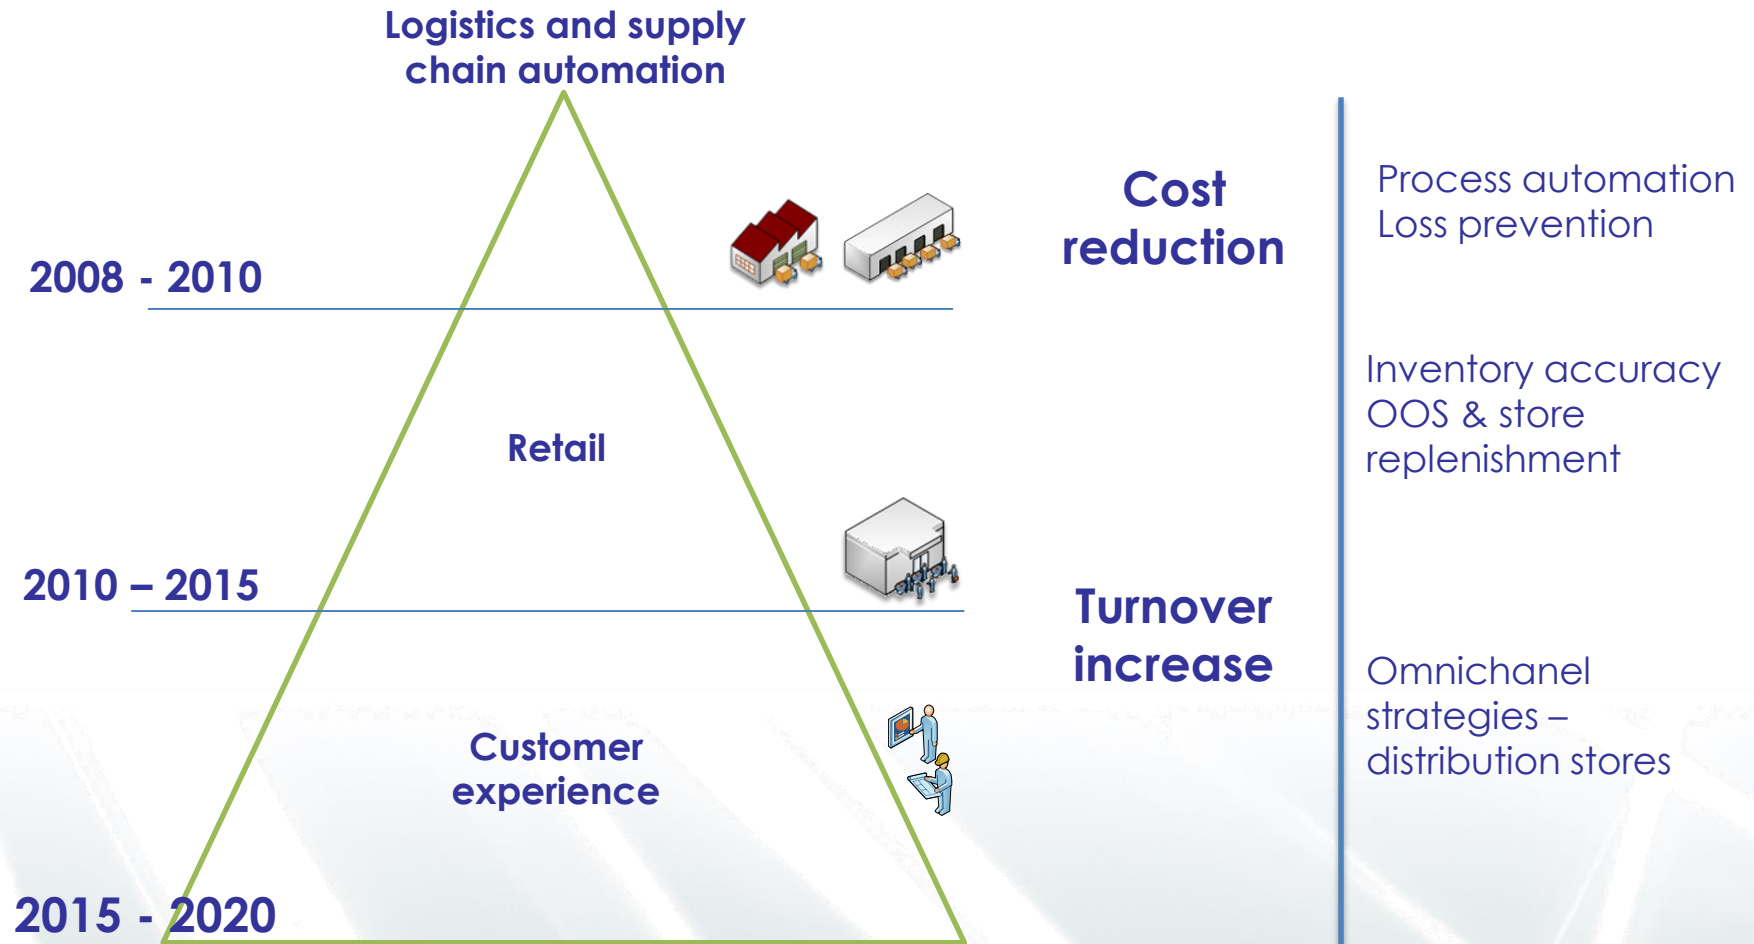 Logistics and supply
chain automation
2008 - 2010
Cost
reduction
Process automation
Loss prevention
Retail
Inventory accuracy
OOS & store
replenishment
2010 – 2015
Turnover
increase
Customer
experience
Omnichanel
strategies –
distribution stores
2015 - 2020